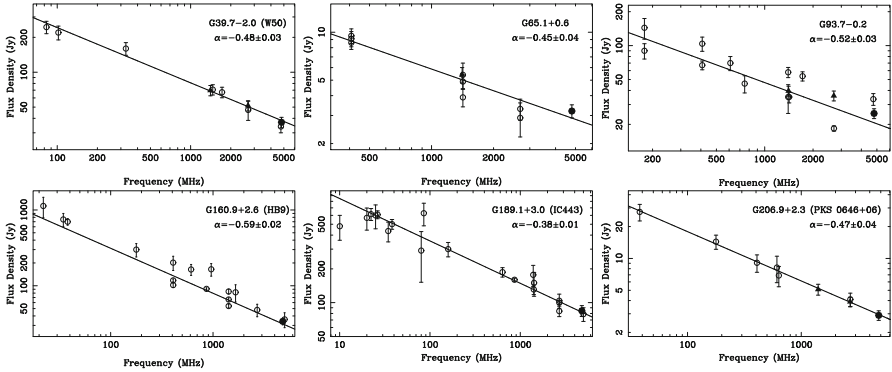 G39.7−2.0 (W50)
α=−0.48±0.03
Flux Density (Jy)
200
100
50
100
200
500
1000
2000
5000
Frequency (MHz)
G65.1+0.6
α=−0.45±0.04
Flux Density (Jy)
10
5
2
500
1000
2000
5000
Frequency (MHz)
G93.7−0.2
α=−0.52±0.03
Flux Density (Jy)
200
100
50
20
200
500
1000
2000
5000
Frequency (MHz)
G160.9+2.6 (HB9)
α=−0.59±0.02
Flux Density (Jy)
1000
500
200
100
50
100
1000
Frequency (MHz)
G189.1+3.0 (IC443)
α=−0.38±0.01
Flux Density (Jy)
500
200
100
50
10
100
1000
Frequency (MHz)
G206.9+2.3 (PKS 0646+06)
α=−0.47±0.04
Flux Density (Jy)
20
10
5
2
100
1000
Frequency (MHz)